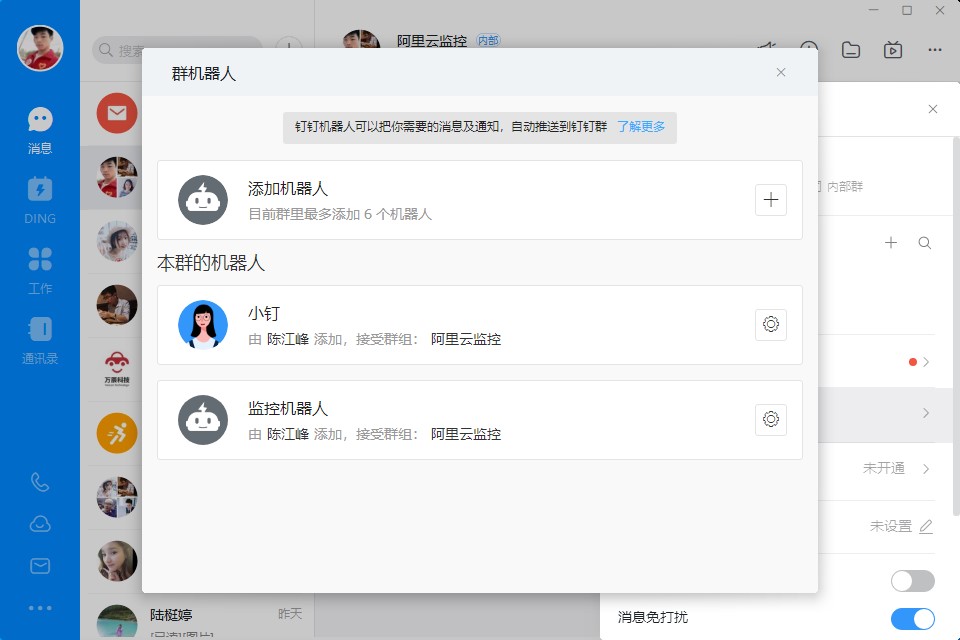 阿里云监控 内部
搜索
群机器人
钉钉机器人可以把你需要的消息及通知，自动推送到钉钉群 了解更多
添加机器人
目前群里最多添加 6 个机器人
本群的机器人
小钉
由 陈江峰 添加，接受群组： 阿里云监控
监控机器人
由 陈江峰 添加，接受群组： 阿里云监控
消息
DING
工作
通讯录
万泰科技
陆梃婷 昨天
[已读][图片]
内部群
未开通
未设置
消息免打扰